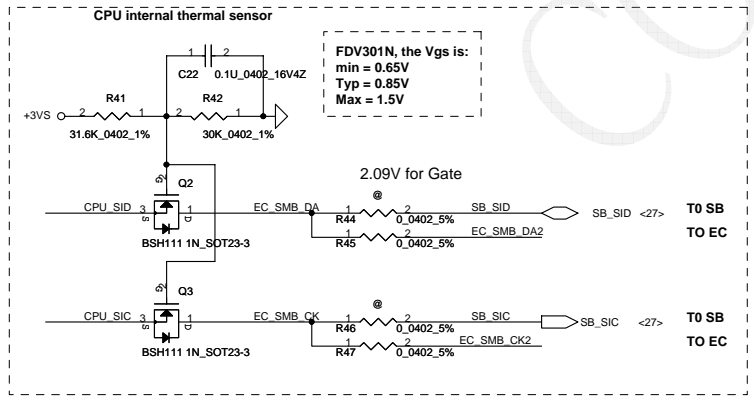 CPU internal thermal sensor
1 2
C22 0.1U_0402_16V4Z
FDV301N, the Vgs is:
min = 0.65V
Typ = 0.85V
Max = 1.5V
+3VS 2 R41 1 2 R42 1
31.6K_0402_1% 30K_0402_1%
2.09V for Gate
G 2 Q2 @
CPU_SID 3 S 1 D EC_SMB_DA 1 2 SB_SID SB_SID <27> T0 SB
R44 0_0402_5%
1 2 EC_SMB_DA2 TO EC
BSH111 1N_SOT23-3 R45 0_0402_5%
G 2 Q3 @
CPU_SIC 3 S 1 D EC_SMB_CK 1 2 SB_SIC SB_SIC <27> T0 SB
R46 0_0402_5%
1 2 EC_SMB_CK2 TO EC
BSH111 1N_SOT23-3 R47 0_0402_5%